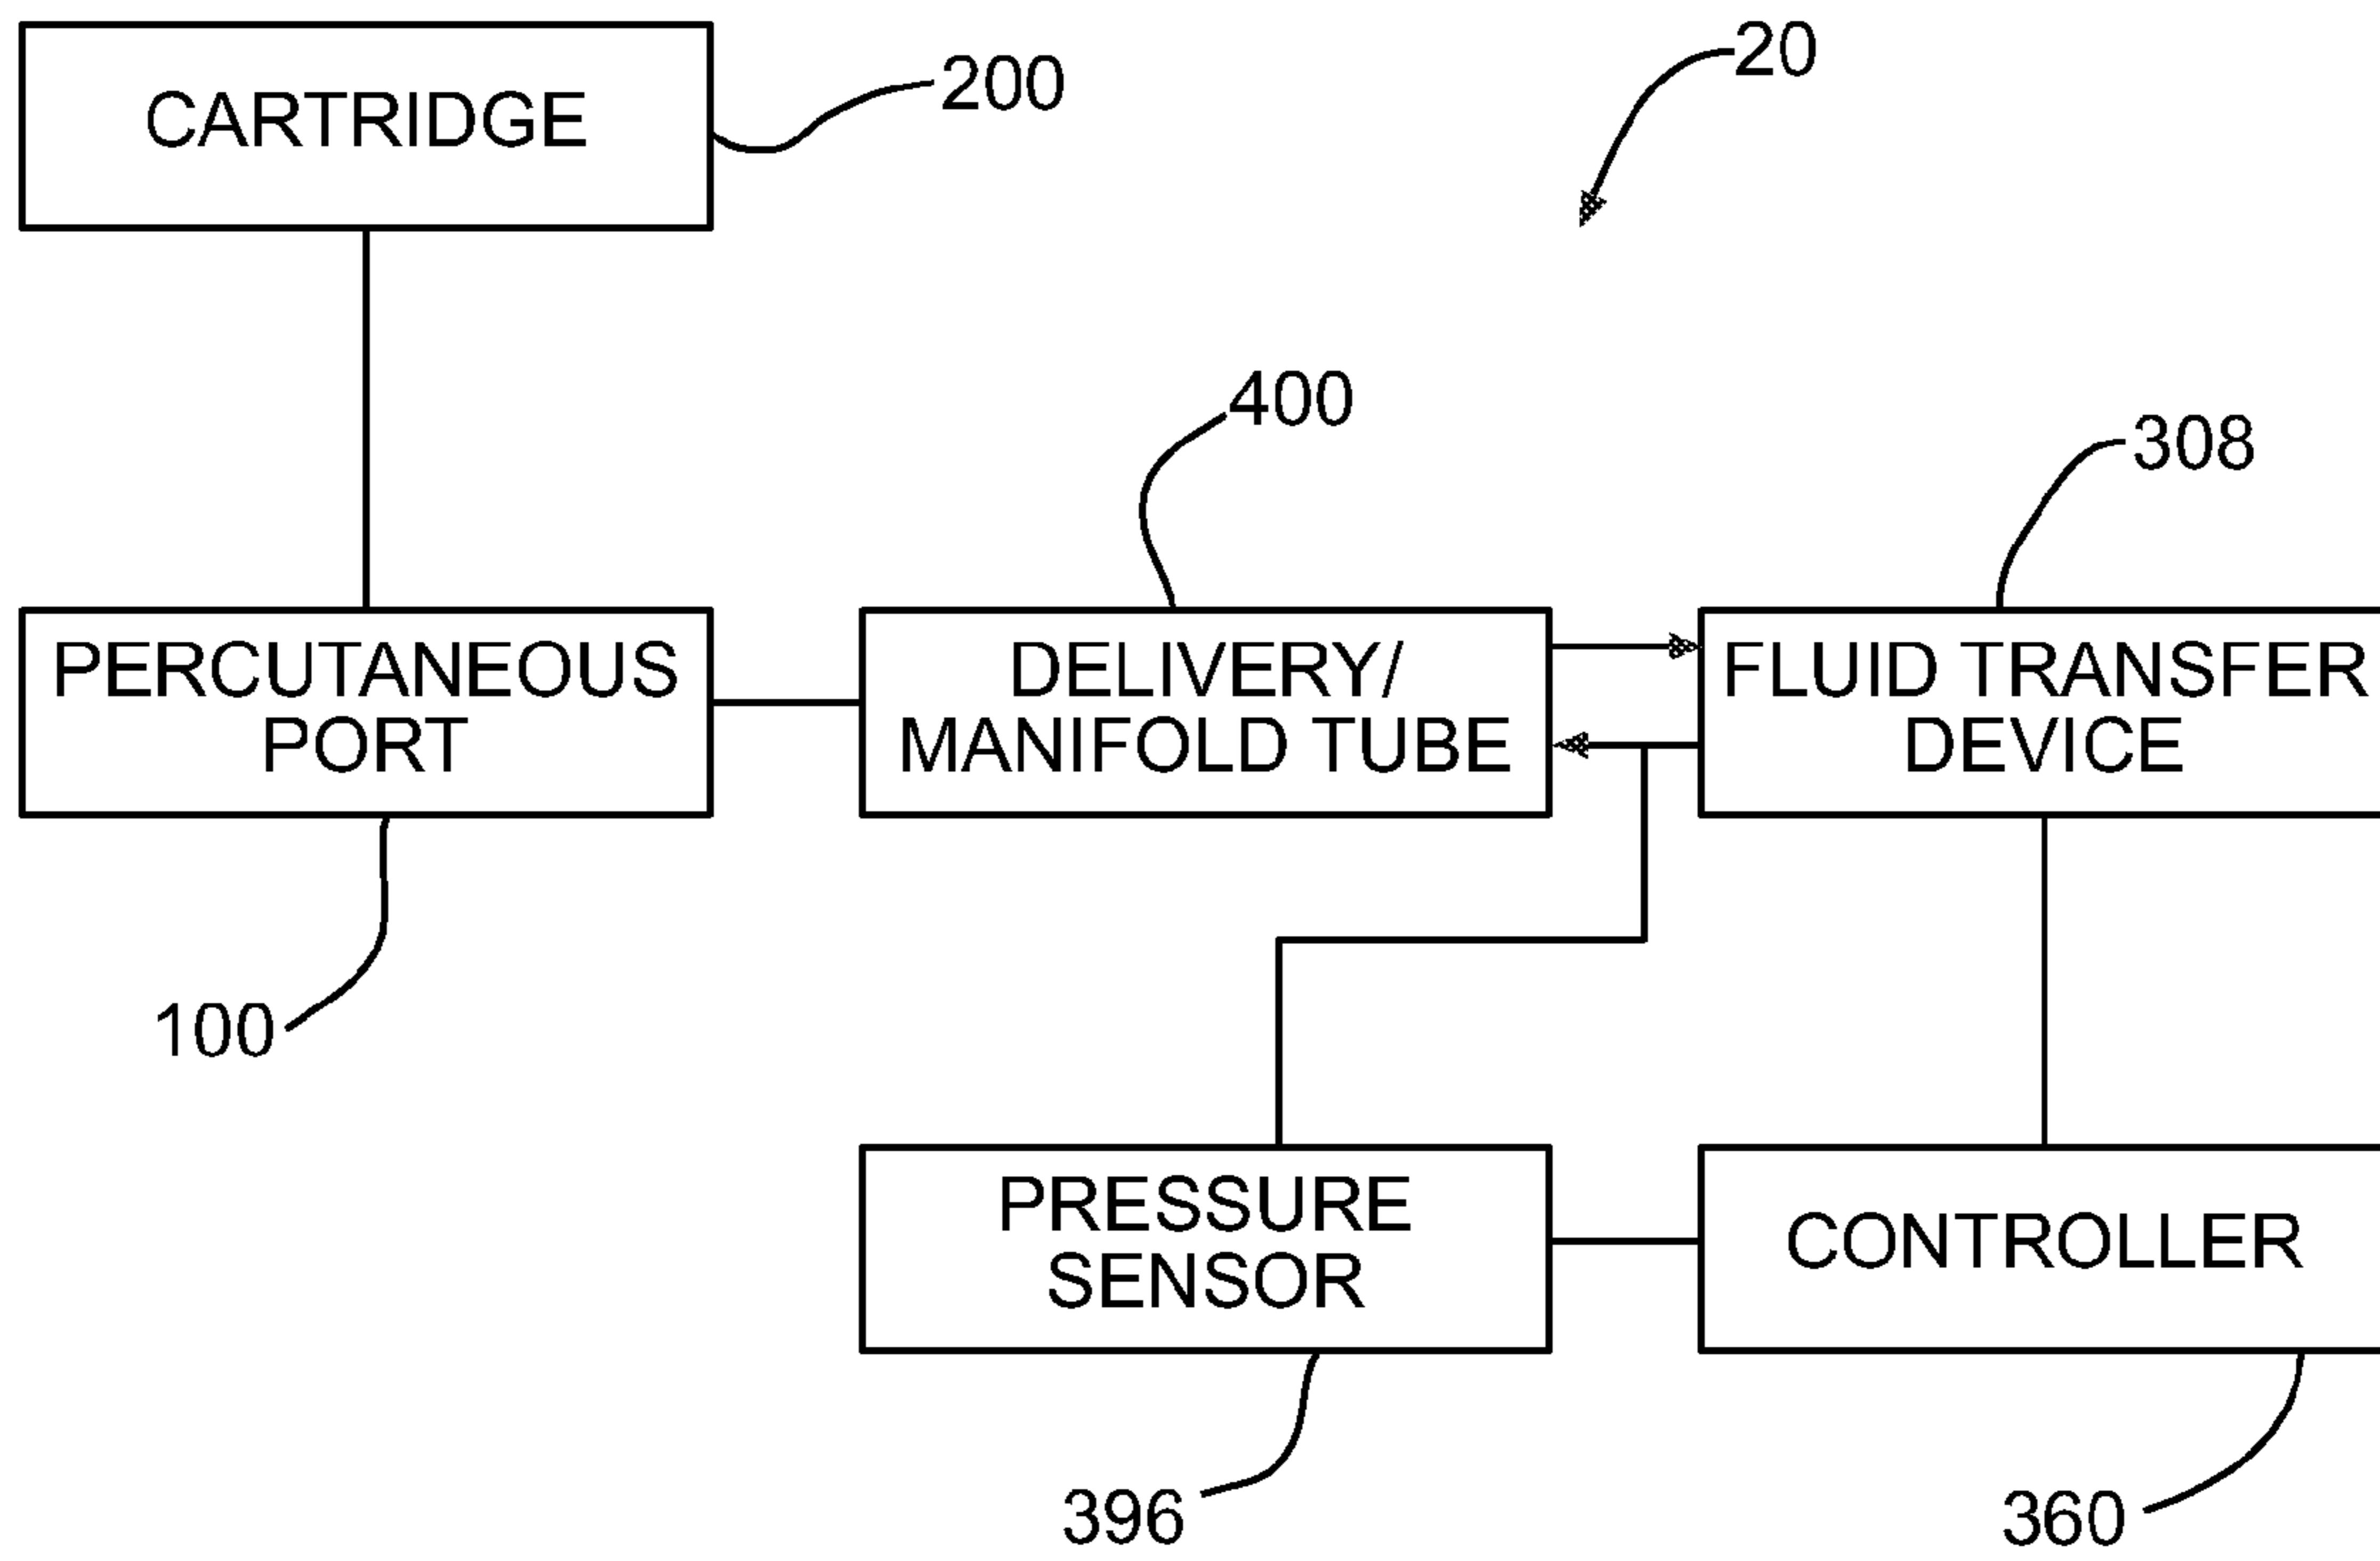 CARTRIDGE
200
20
400
308
PERCUTANEOUS
PORT
DELIVERY/
MANIFOLD TUBE
FLUID TRANSFER
DEVICE
100
PRESSURE
SENSOR
CONTROLLER
396
360